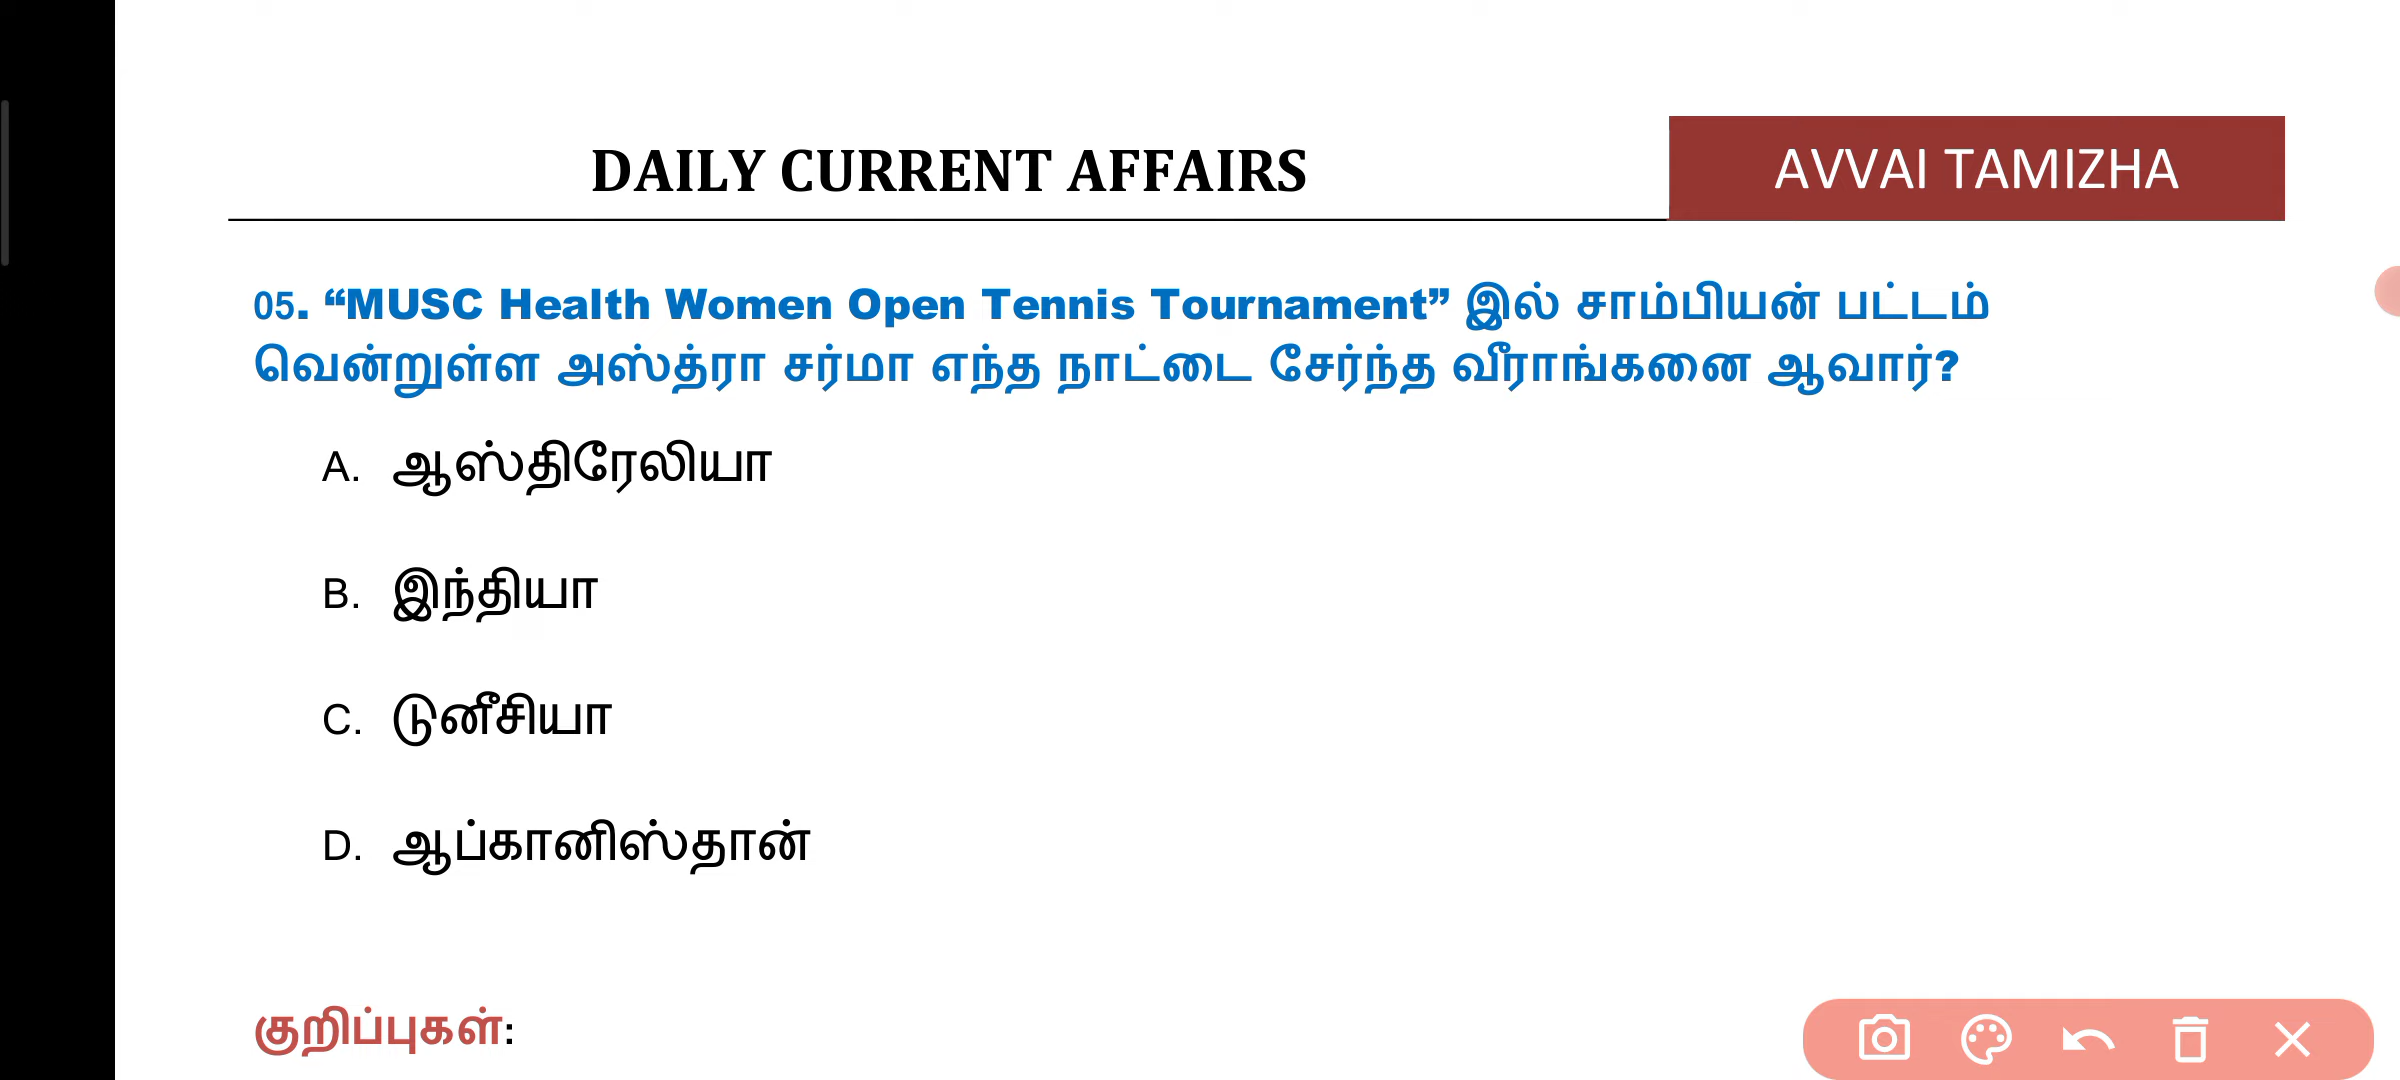 DAILY CURRENT AFFAIRS
AVVAI TAMIZHA
05. “MUSC Health Women Open Tennis Tournament” இல் சாம்பியன் பட்டம்
வென்றுள்ள அஸ்த்ரா சர்மா எந்த நாட்டை சேர்ந்த வீராங்கனை ஆவார்?
A. ஆஸ்திரேலியா
B. இந்தியா
C. டுனீசியா
D. ஆப்கானிஸ்தான்
குறிப்புகள்: